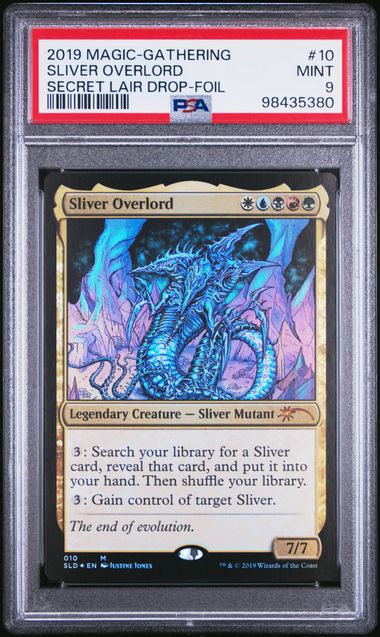 2019 MAGIC-GATHERING #10
SLIVER OVERLORD MINT
SECRET LAIR DROP-FOIL 9
PSA 98435380
Sliver Overlord
Legendary Creature — Sliver Mutant
3: Search your library for a Sliver
card, reveal that card, and put it into
your hand. Then shuffle your library.
3: Gain control of target Sliver.
The end of evolution.
7/7
010 M
SLD ★ EN Justine Jones
™ & © 2019 Wizards of the Coast